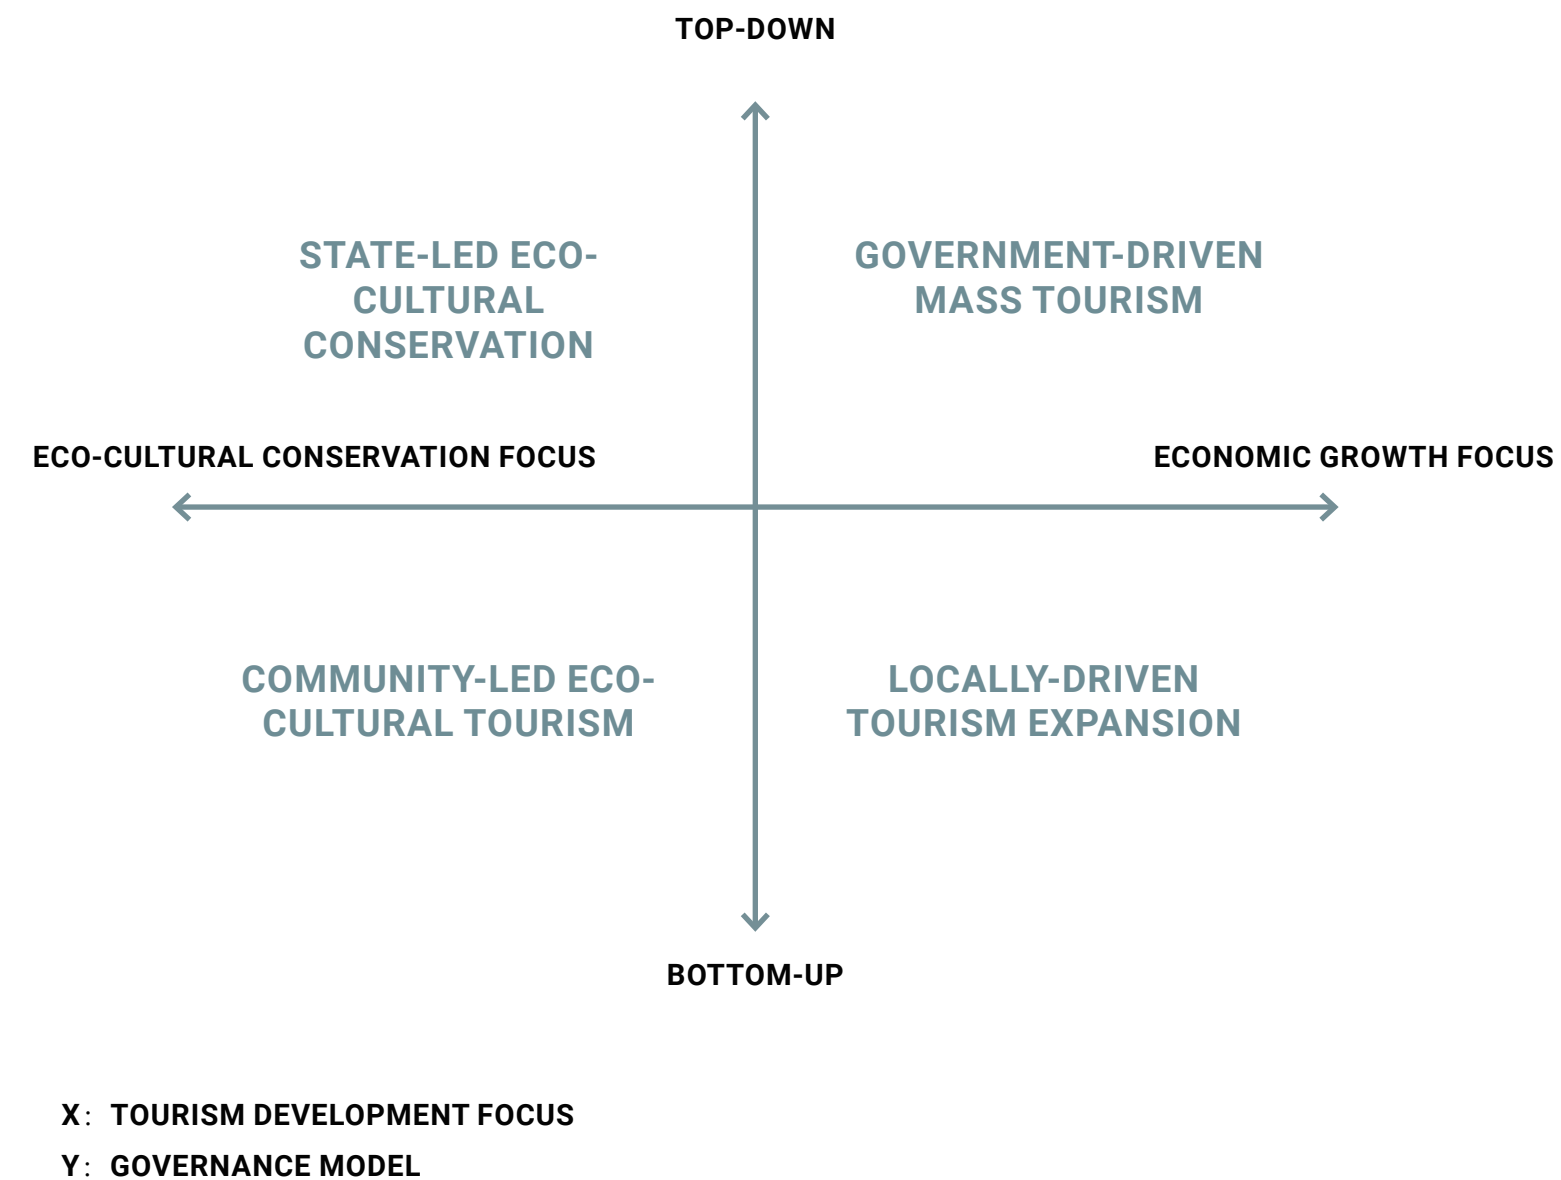 TOP-DOWN
STATE-LED ECO-
CULTURAL
CONSERVATION
GOVERNMENT-DRIVEN
MASS TOURISM
ECO-CULTURAL CONSERVATION FOCUS
ECONOMIC GROWTH FOCUS
COMMUNITY-LED ECO-
CULTURAL TOURISM
LOCALLY-DRIVEN
TOURISM EXPANSION
BOTTOM-UP
X: TOURISM DEVELOPMENT FOCUS
Y: GOVERNANCE MODEL